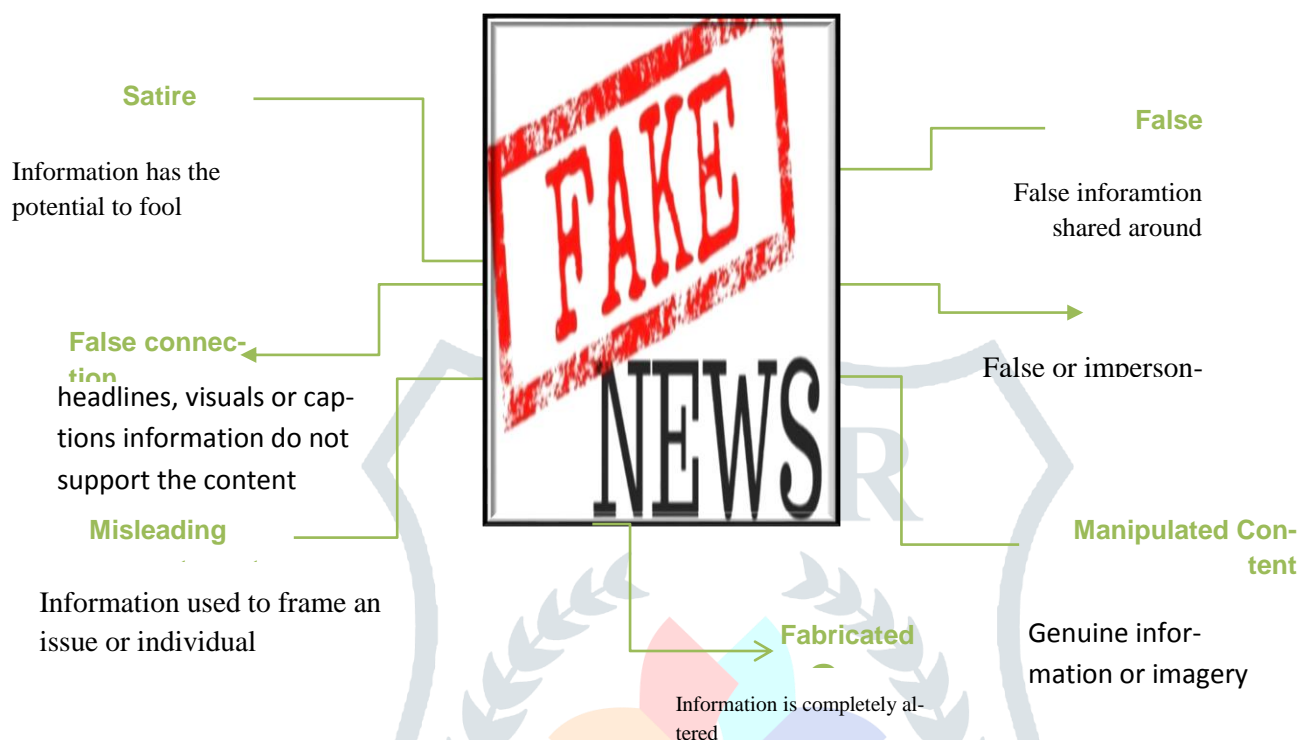 FAKE
NEWS
Satire
Information has the
potential to fool
False connec-
tion
headlines, visuals or cap-
tions information do not
support the content
Misleading
Information used to frame an
issue or individual
False
False inforamtion
shared around
False or imperson-
Manipulated Con-
tent
Genuine infor-
mation or imagery
Fabricated
Information is completely al-
tered